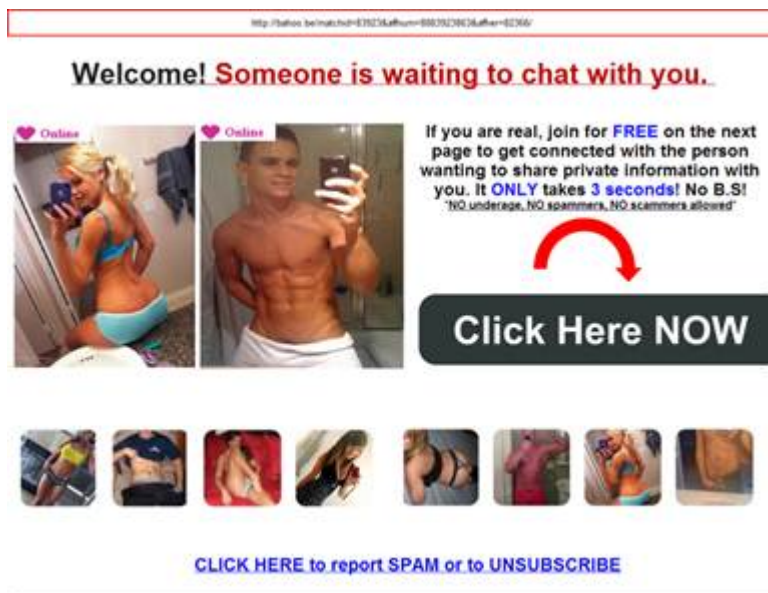 Welcome! Someone is waiting to chat with you.
Online
Online
If you are real, join for FREE on the next
page to get connected with the person
wanting to share private information with
you. It ONLY takes 3 seconds! No B.S!
"NO underage, NO spammers, NO scammers allowed"
Click Here NOW
CLICK HERE to report SPAM or to UNSUBSCRIBE